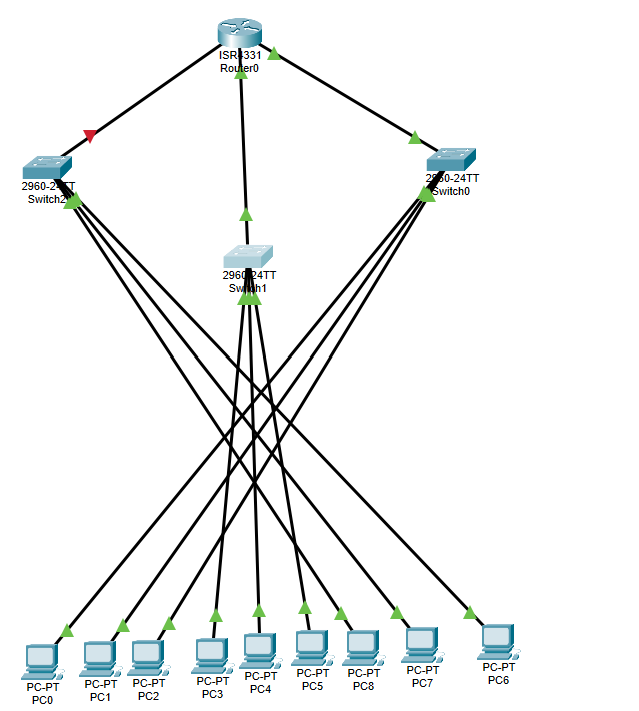 ISR4331
Router0
2960-24TT
Switch2
2960-24TT
Switch0
2960-24TT
Switch1
PC-PT
PC0
PC-PT
PC1
PC-PT
PC2
PC-PT
PC3
PC-PT
PC4
PC-PT
PC5
PC-PT
PC8
PC-PT
PC7
PC-PT
PC6